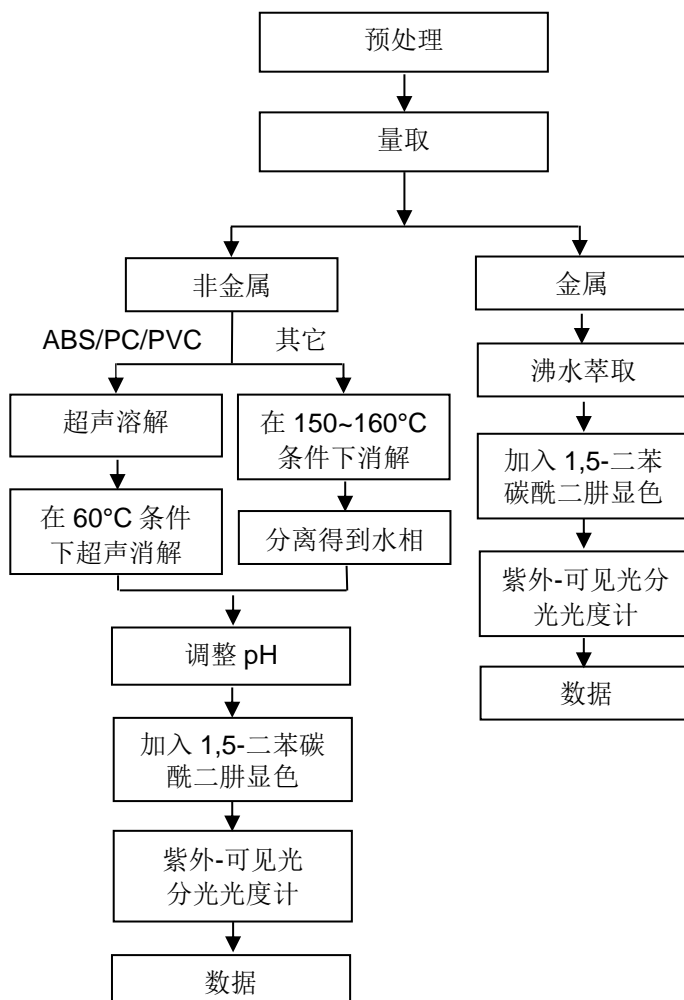 预处理
量取
非金属
金属
ABS/PC/PVC
其它
沸水萃取
超声溶解
在 150~160°C
条件下消解
加入 1,5-二苯
碳酰二肼显色
在 60°C 条件
下超声消解
分离得到水相
紫外-可见光分
光光度计
调整 pH
数据
加入 1,5-二苯碳
酰二肼显色
紫外-可见光
分光光度计
数据